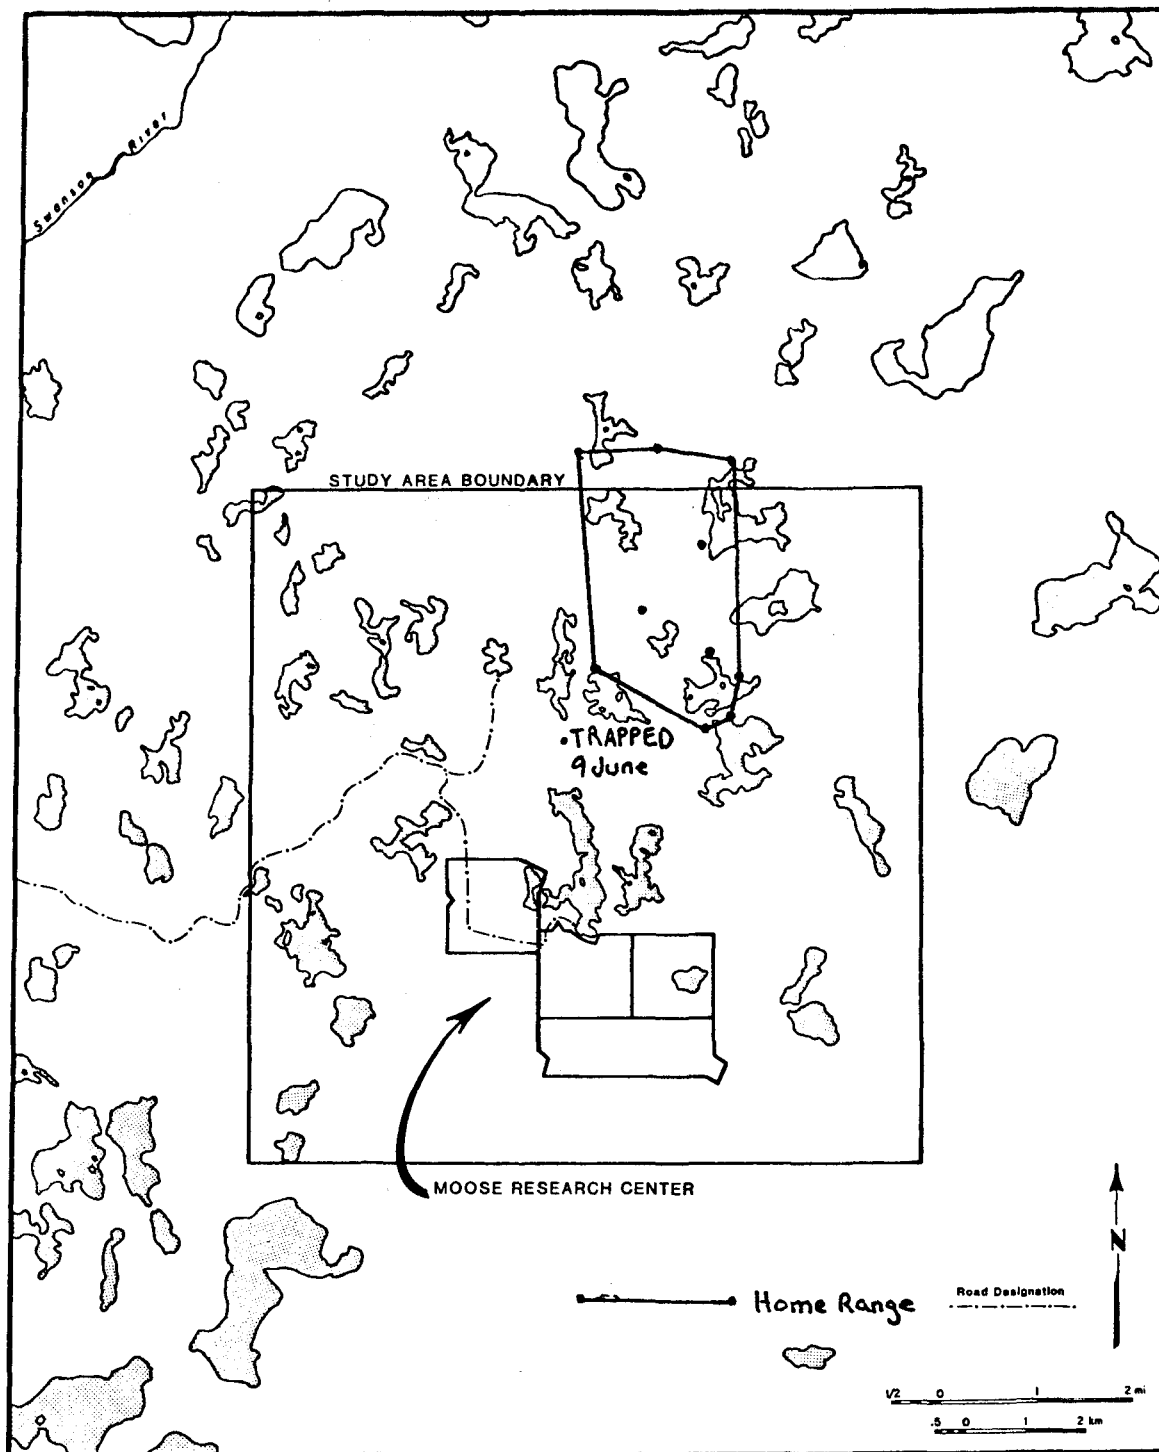 Swanson River
STUDY AREA BOUNDARY
•TRAPPED
9 June
MOOSE RESEARCH CENTER
N
Home Range
Road Designation
1/2 0 1 2 mi
.5 0 1 2 km